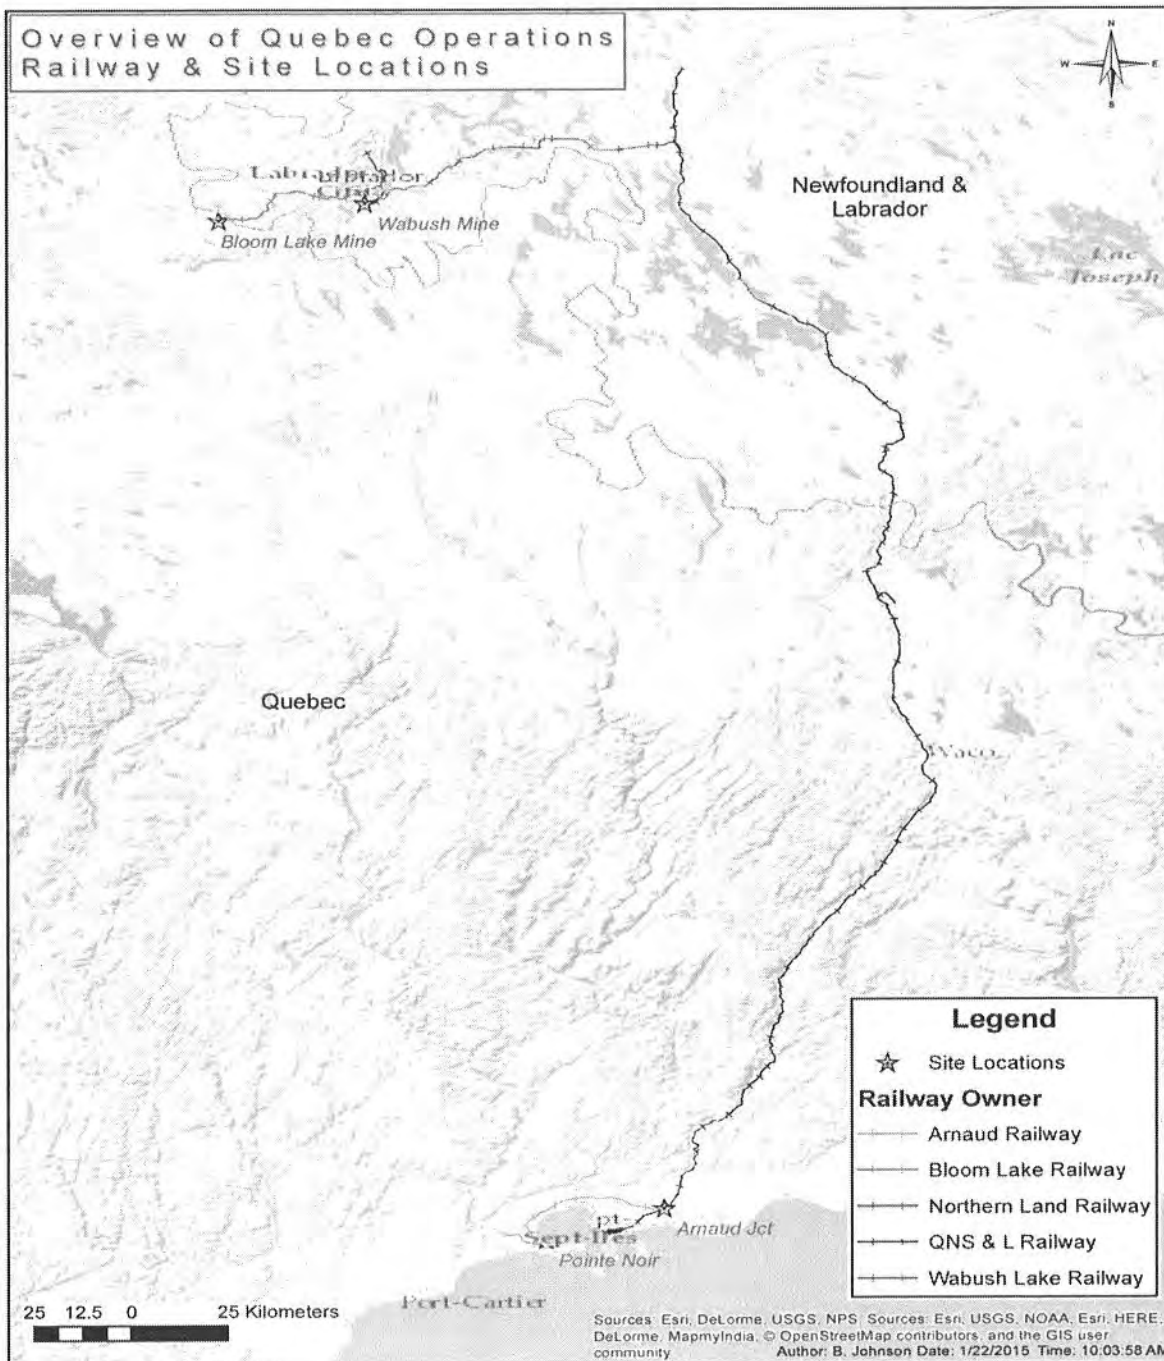 Overview of Quebec Operations
Railway & Site Locations
N
W
E
S
Newfoundland &
Labrador
Lac
Joseph
Wabush Mine
Bloom Lake Mine
Quebec
Waco
Legend
Site Locations
Railway Owner
Arnaud Railway
Bloom Lake Railway
Northern Land Railway
QNS & L Railway
Wabush Lake Railway
Arnaud Jct
Pointe Noir
Port-Cartier
25 12.5 0 25 Kilometers
Sources: Esri, DeLorme, USGS, NPS Sources: Esri, USGS, NOAA, Esri, HERE,
DeLorme, MapmyIndia, © OpenStreetMap contributors, and the GIS user
community
Author: B. Johnson Date: 1/22/2015 Time: 10:03:58 AM